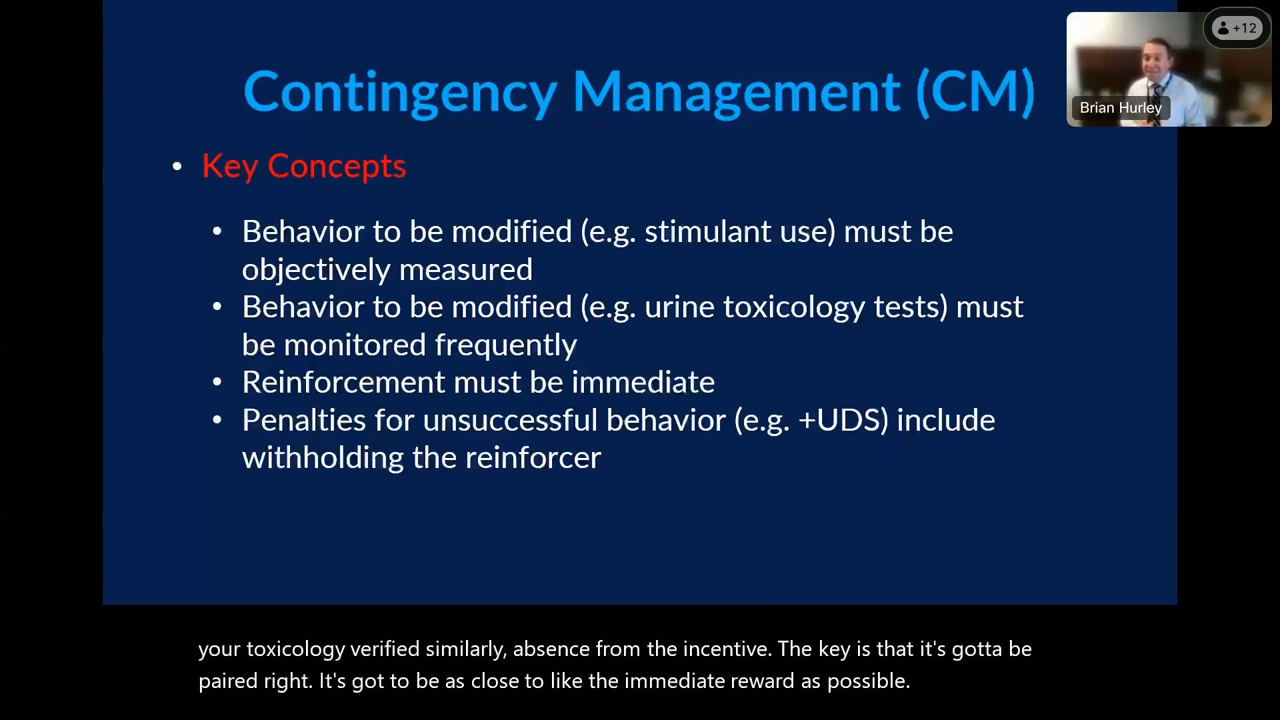 Contingency Management (CM)
+12
Brian Hurley
• Key Concepts
• Behavior to be modified (e.g. stimulant use) must be
objectively measured
• Behavior to be modified (e.g. urine toxicology tests) must
be monitored frequently
• Reinforcement must be immediate
• Penalties for unsuccessful behavior (e.g. +UDS) include
withholding the reinforcer
your toxicology verified similarly, absence from the incentive. The key is that it's gotta be
paired right. It's got to be as close to like the immediate reward as possible.